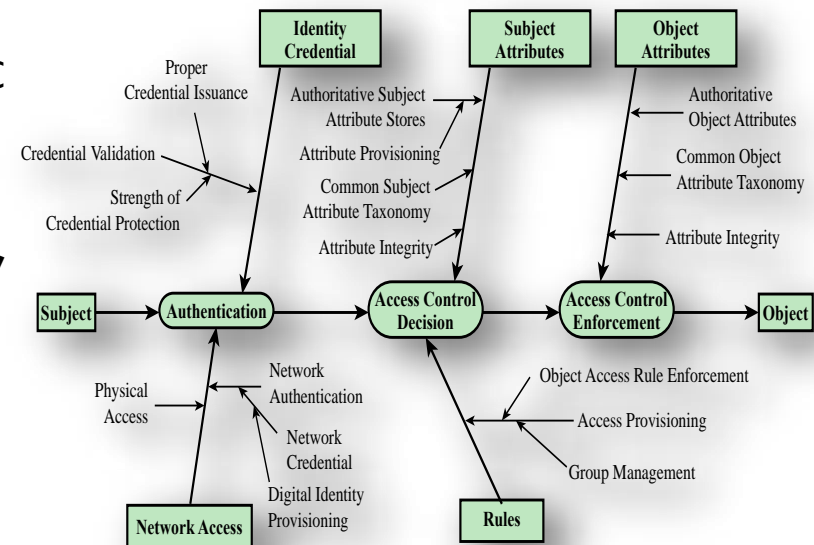 Identity
Credential
Subject
Attributes
Object
Attributes
Proper
Credential Issuance
Credential Validation
Strength of
Credential Protection
Authoritative Subject
Attribute Stores
Attribute Provisioning
Common Subject
Attribute Taxonomy
Attribute Integrity
Authoritative
Object Attributes
Common Object
Attribute Taxonomy
Attribute Integrity
Subject
Authentication
Access Control
Decision
Access Control
Enforcement
Object
Physical
Access
Network
Authentication
Network
Credential
Digital Identity
Provisioning
Object Access Rule Enforcement
Access Provisioning
Group Management
Network Access
Rules